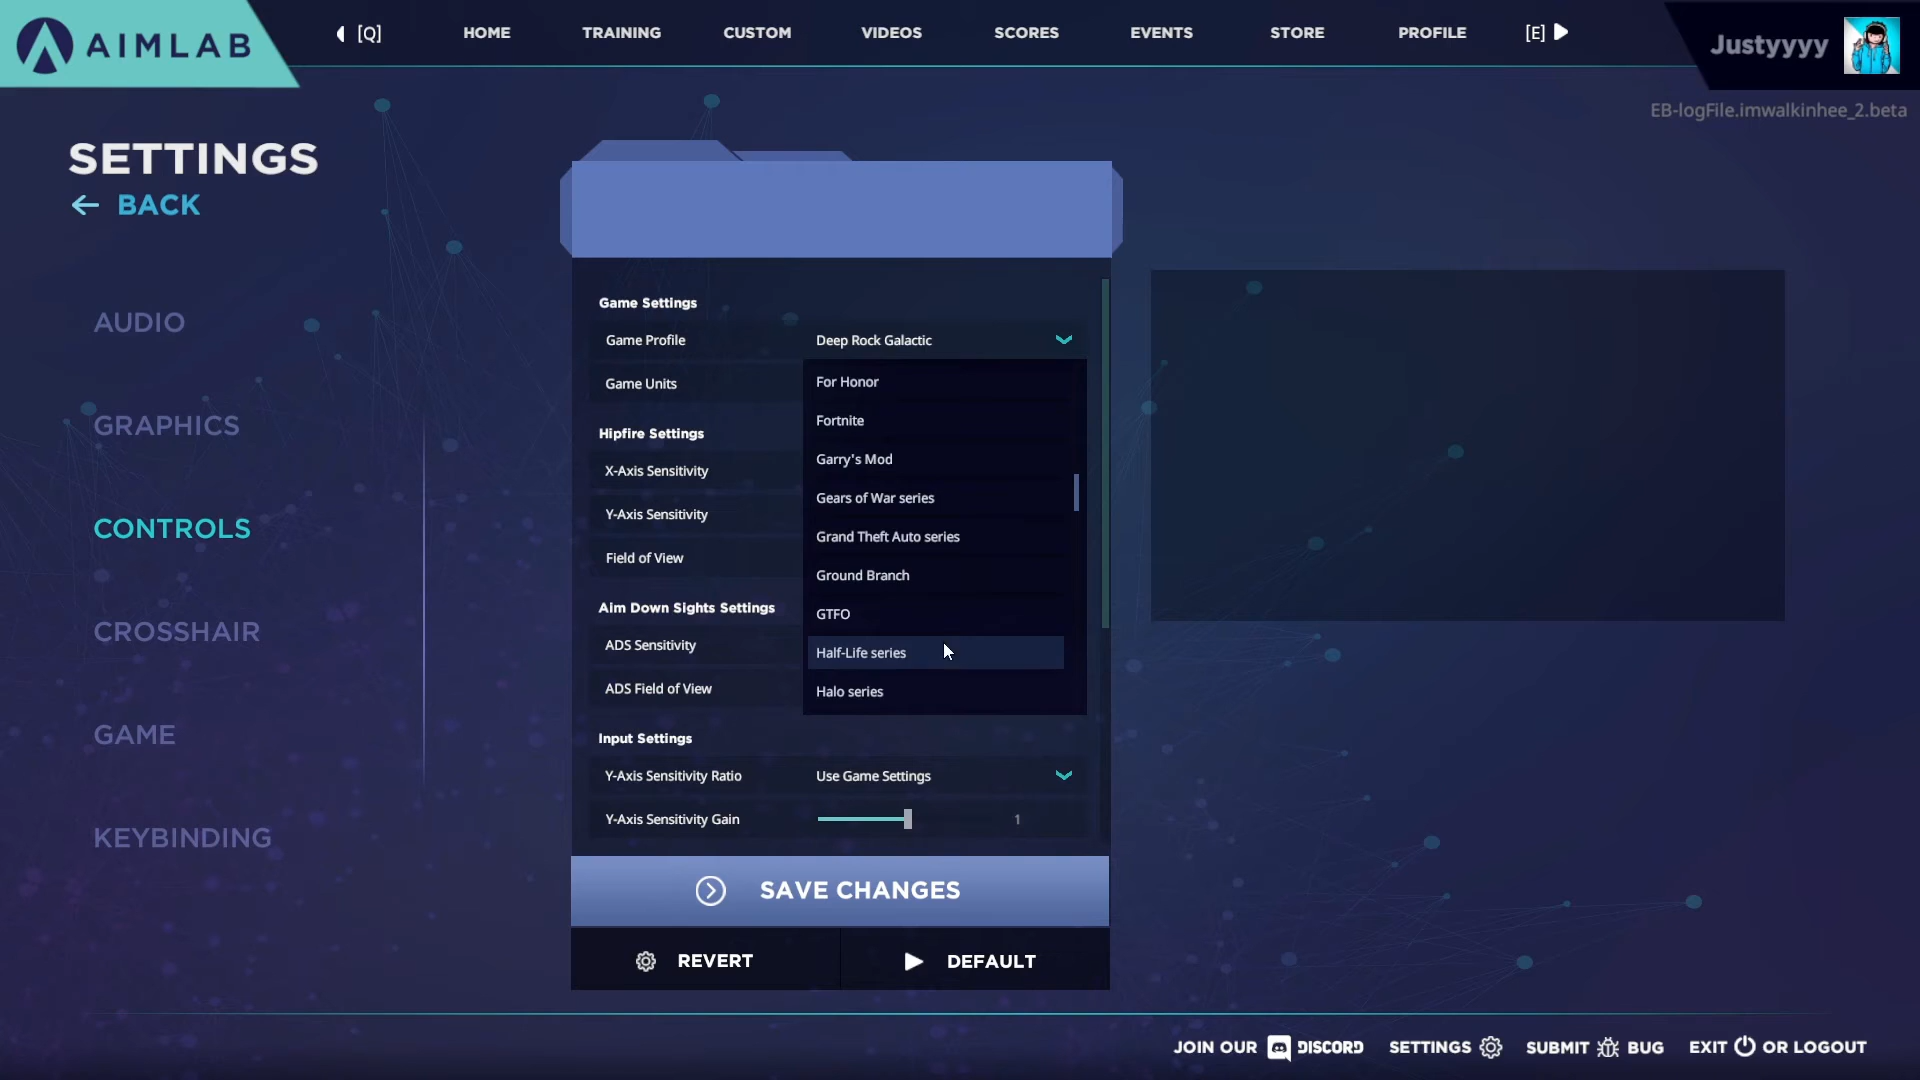 AIMLAB
[Q] HOME TRAINING CUSTOM VIDEOS SCORES EVENTS STORE PROFILE [E]
Justyyyy
EB-logFile.imwalkinhee_2.beta
SETTINGS
← BACK
AUDIO
GRAPHICS
CONTROLS
CROSSHAIR
GAME
KEYBINDING
Game Settings
Game Profile Deep Rock Galactic
Game Units
Hipfire Settings
X-Axis Sensitivity
Y-Axis Sensitivity
Field of View
Aim Down Sights Settings
ADS Sensitivity
ADS Field of View
For Honor
Fortnite
Garry's Mod
Gears of War series
Grand Theft Auto series
Ground Branch
GTFO
Half-Life series
Halo series
Input Settings
Y-Axis Sensitivity Ratio Use Game Settings
Y-Axis Sensitivity Gain 1
SAVE CHANGES
REVERT DEFAULT
JOIN OUR DISCORD SETTINGS SUBMIT BUG EXIT OR LOGOUT